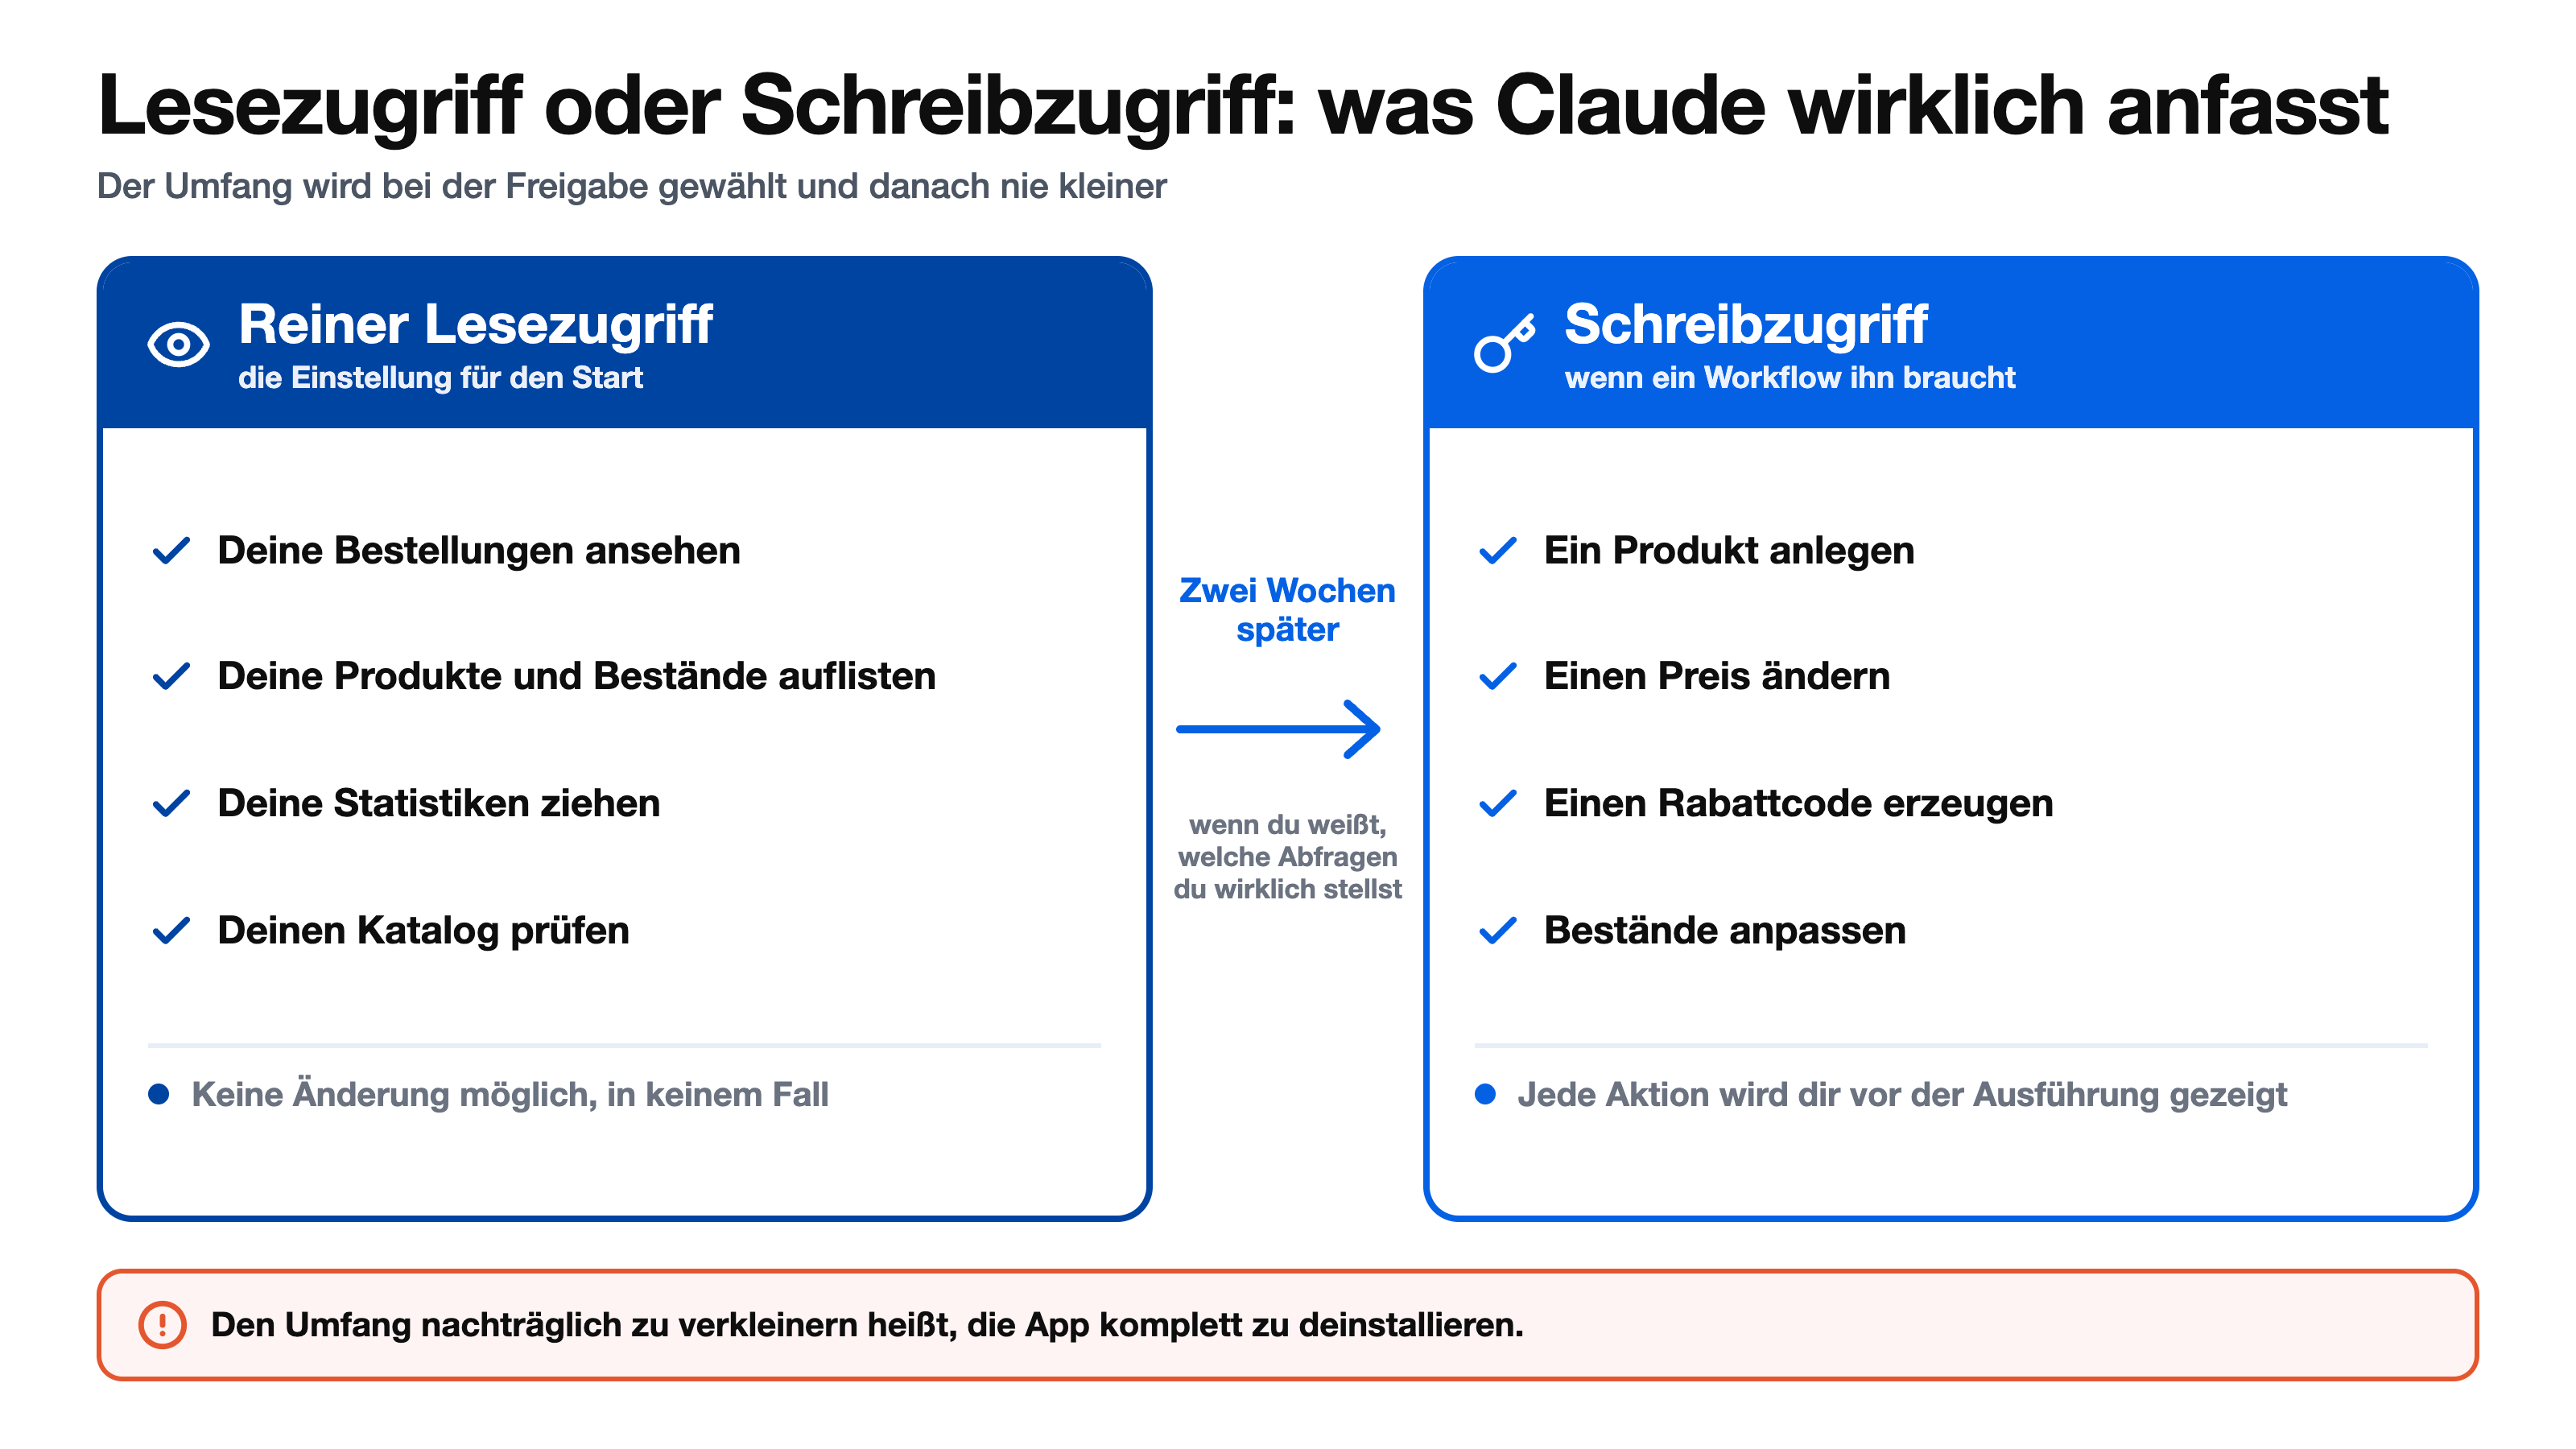 Lesezugriff oder Schreibzugriff: was Claude wirklich anfasst
Der Umfang wird bei der Freigabe gewählt und danach nie kleiner
Reiner Lesezugriff
die Einstellung für den Start
Deine Bestellungen ansehen
Deine Produkte und Bestände auflisten
Deine Statistiken ziehen
Deinen Katalog prüfen
Keine Änderung möglich, in keinem Fall
Zwei Wochen
später
wenn du weißt,
welche Abfragen
du wirklich stellst
Schreibzugriff
wenn ein Workflow ihn braucht
Ein Produkt anlegen
Einen Preis ändern
Einen Rabattcode erzeugen
Bestände anpassen
Jede Aktion wird dir vor der Ausführung gezeigt
Den Umfang nachträglich zu verkleinern heißt, die App komplett zu deinstallieren.